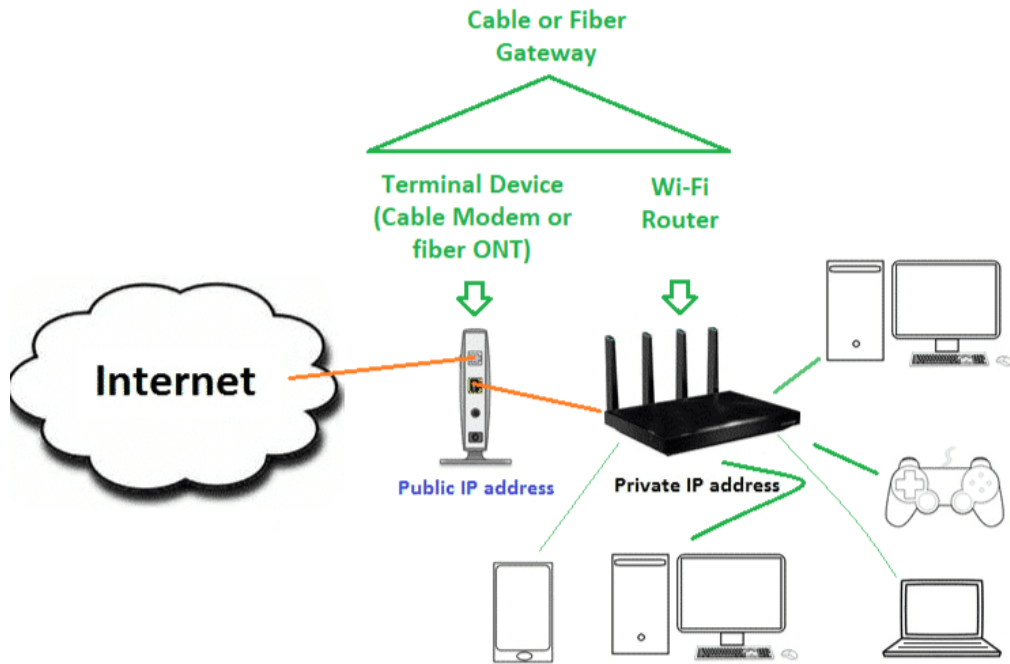 Cable or Fiber
Gateway
Terminal Device
(Cable Modem or
fiber ONT)
Wi-Fi
Router
Internet
Public IP address
Private IP address